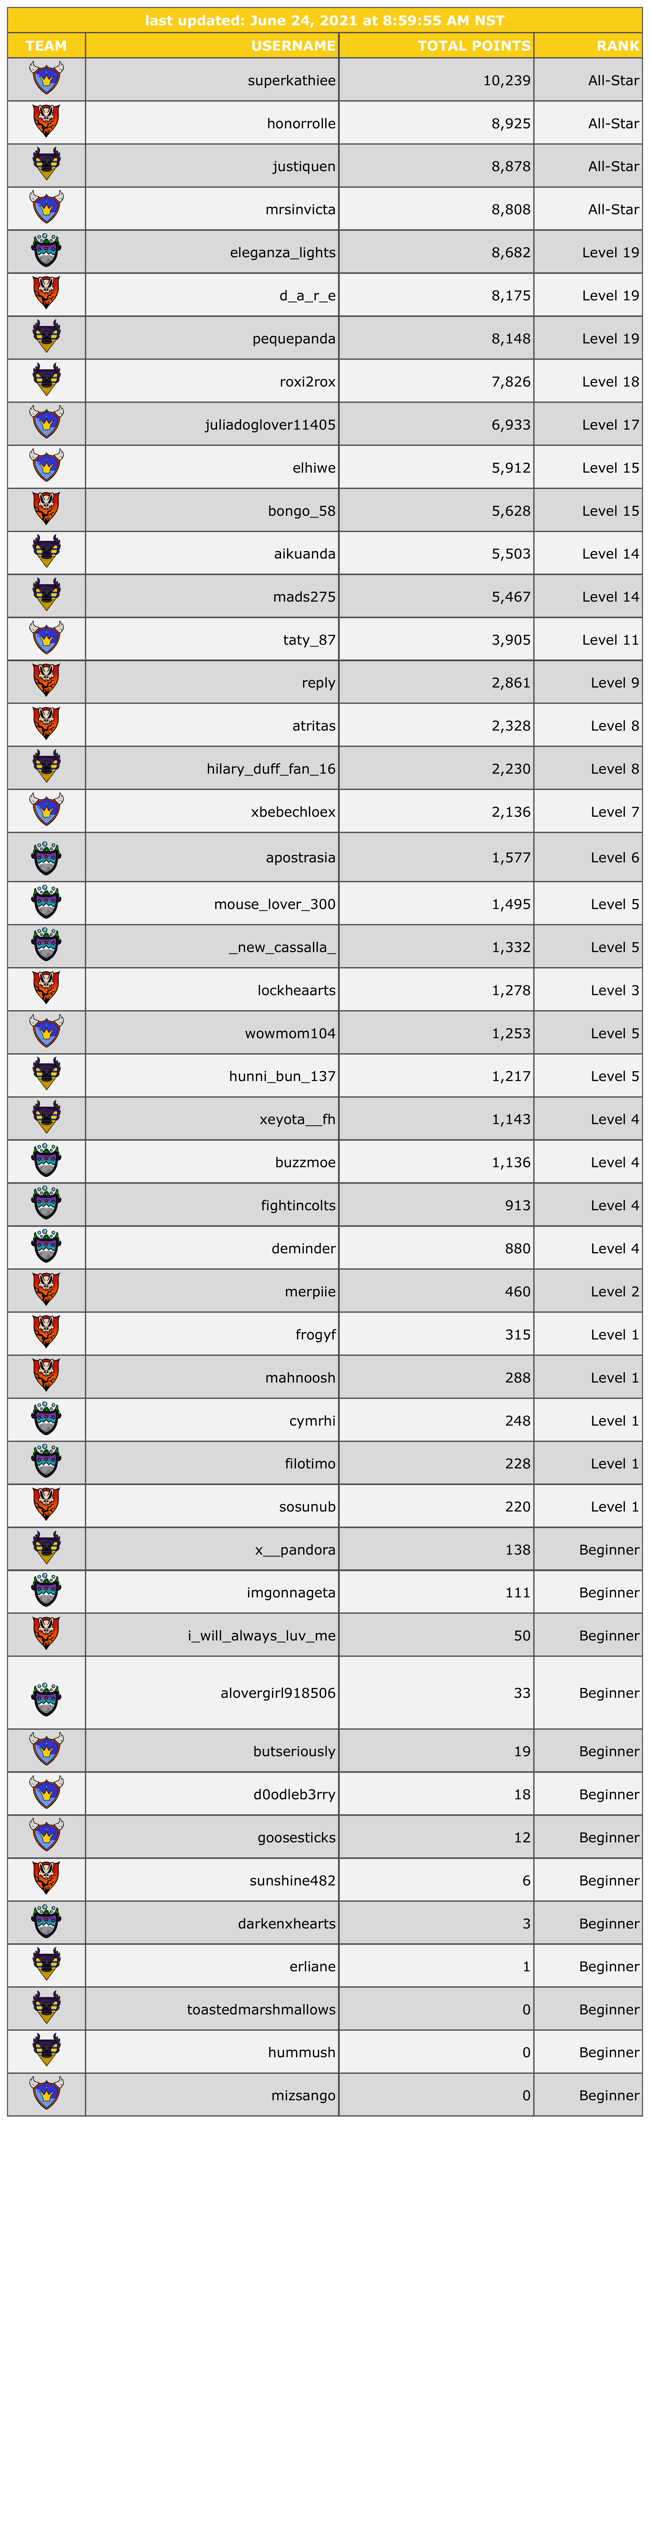 last updated: June 24, 2021 at 8:59:55 AM NST
TEAM USERNAME TOTAL POINTS RANK
superkathiee 10,239 All-Star
honorrolle 8,925 All-Star
justiquen 8,878 All-Star
mrsinvicta 8,808 All-Star
eleganza_lights 8,682 Level 19
d_a_r_e 8,175 Level 19
pequepanda 8,148 Level 19
roxi2rox 7,826 Level 18
juliadoglover11405 6,933 Level 17
elhiwe 5,912 Level 15
bongo_58 5,628 Level 15
aikuanda 5,503 Level 14
mads275 5,467 Level 14
taty_87 3,905 Level 11
reply 2,861 Level 9
atritas 2,328 Level 8
hilary_duff_fan_16 2,230 Level 8
xbebechloex 2,136 Level 7
apostrasia 1,577 Level 6
mouse_lover_300 1,495 Level 5
_new_cassalla_ 1,332 Level 5
lockheaarts 1,278 Level 3
wowmom104 1,253 Level 5
hunni_bun_137 1,217 Level 5
xeyota__fh 1,143 Level 4
buzzmoe 1,136 Level 4
fightincolts 913 Level 4
deminder 880 Level 4
merpiie 460 Level 2
frogyf 315 Level 1
mahnoosh 288 Level 1
cymrhi 248 Level 1
filotimo 228 Level 1
sosunub 220 Level 1
x__pandora 138 Beginner
imgonnageta 111 Beginner
i_will_always_luv_me 50 Beginner
alovergirl918506 33 Beginner
butseriously 19 Beginner
d0odleb3rry 18 Beginner
goosesticks 12 Beginner
sunshine482 6 Beginner
darkenxhearts 3 Beginner
erliane 1 Beginner
toastedmarshmallows 0 Beginner
hummush 0 Beginner
mizsango 0 Beginner